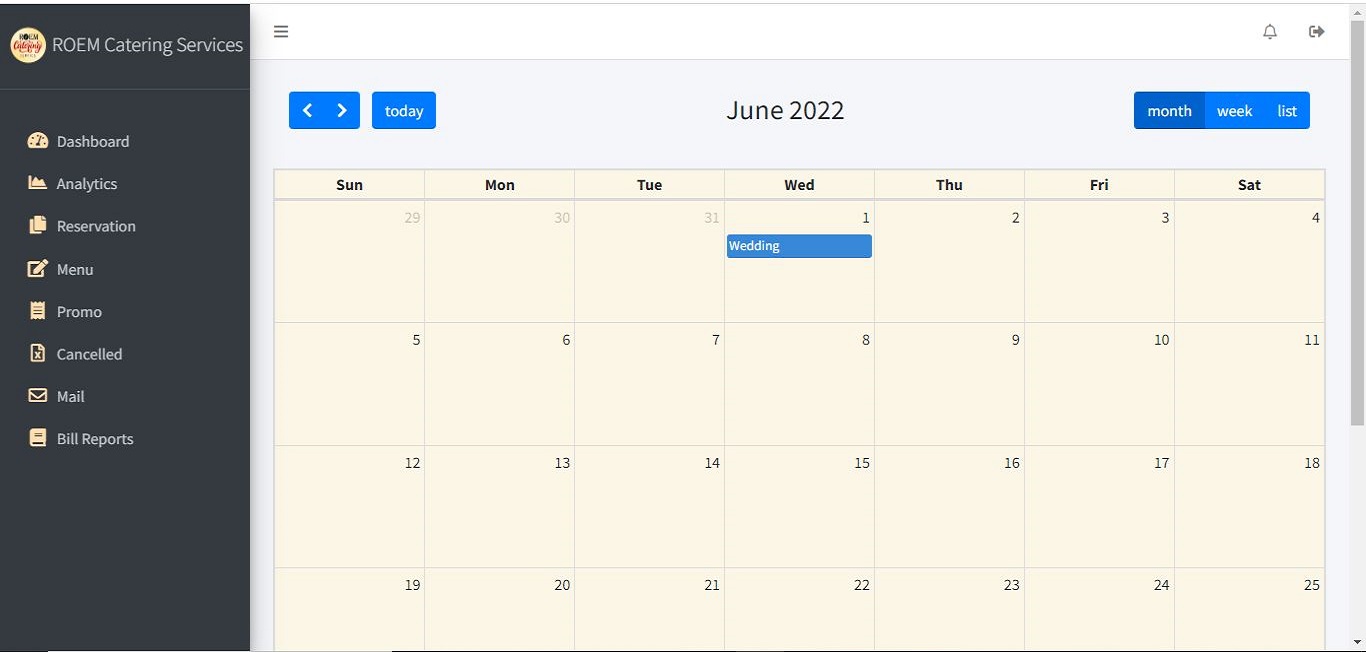 ROEM Catering Services
Dashboard
Analytics
Reservation
Menu
Promo
Cancelled
Mail
Bill Reports
today
June 2022
month week list
Sun Mon Tue Wed Thu Fri Sat
29 30 31 1 2 3 4
Wedding
5 6 7 8 9 10 11
12 13 14 15 16 17 18
19 20 21 22 23 24 25